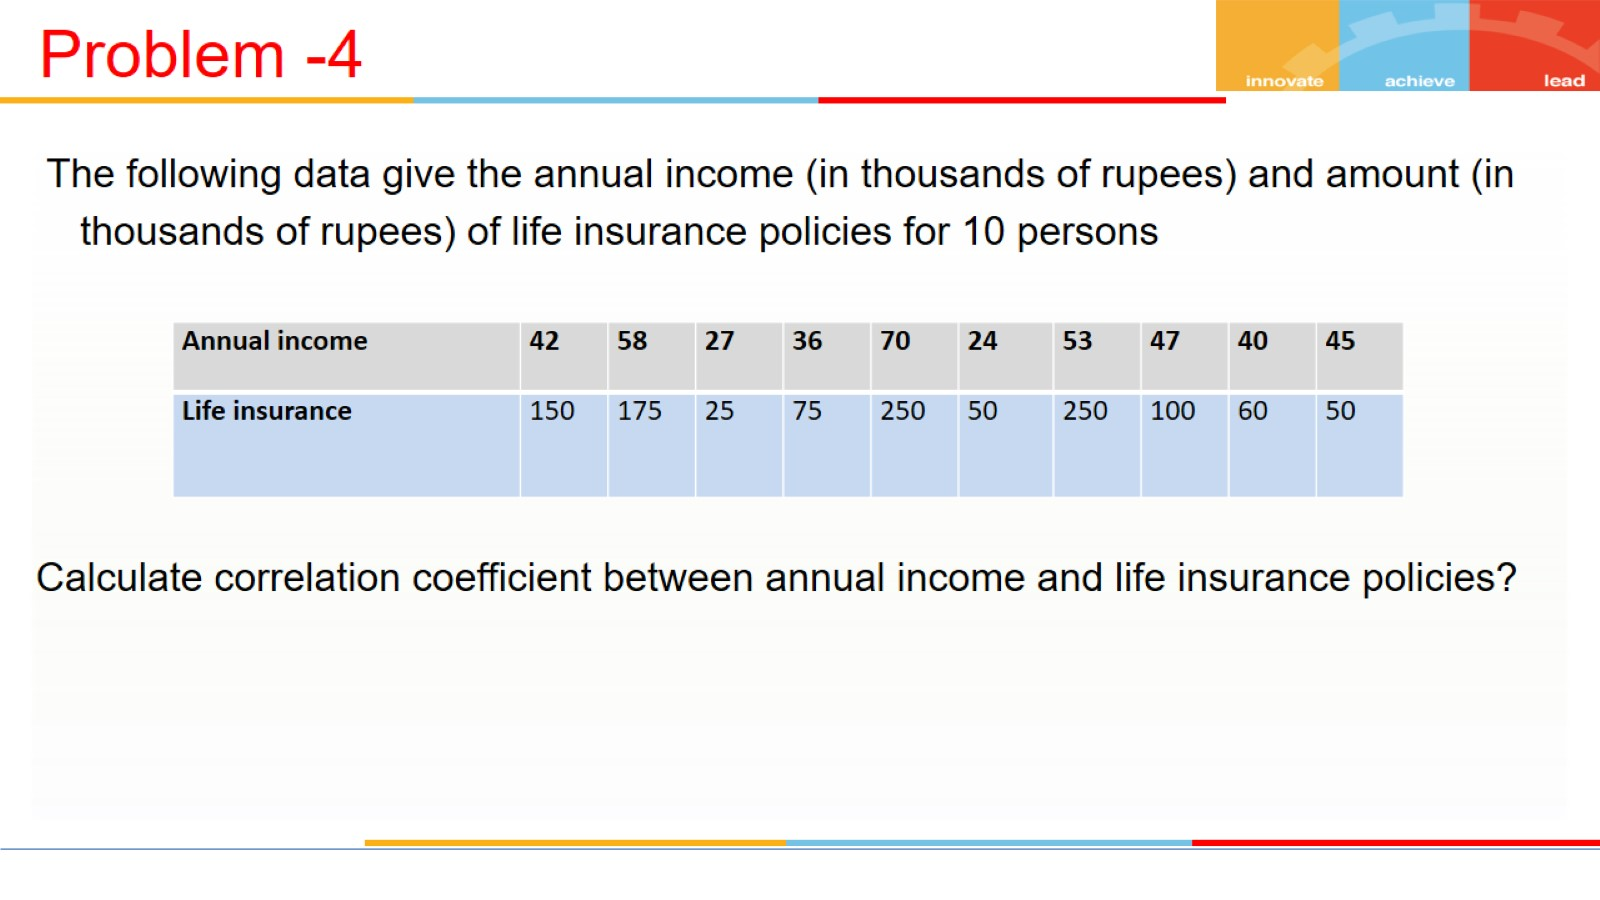 Problem -4
innovate achieve lead
The following data give the annual income (in thousands of rupees) and amount (in
thousands of rupees) of life insurance policies for 10 persons
Annual income 42 58 27 36 70 24 53 47 40 45
Life insurance 150 175 25 75 250 50 250 100 60 50
Calculate correlation coefficient between annual income and life insurance policies?